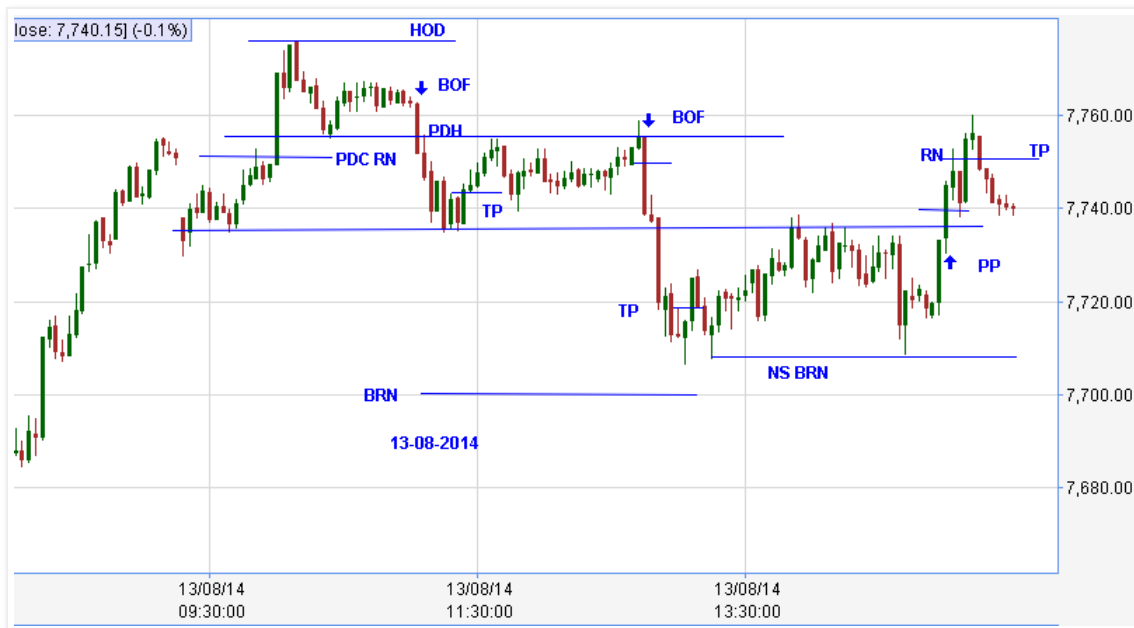 lose: 7,740.15] (-0.1%)
HOD
BOF
PDH
PDC RN
TP
BOF
RN
TP
PP
TP
NS BRN
BRN
13-08-2014
7,760.00
7,740.00
7,720.00
7,700.00
7,680.00
13/08/14
09:30:00
13/08/14
11:30:00
13/08/14
13:30:00